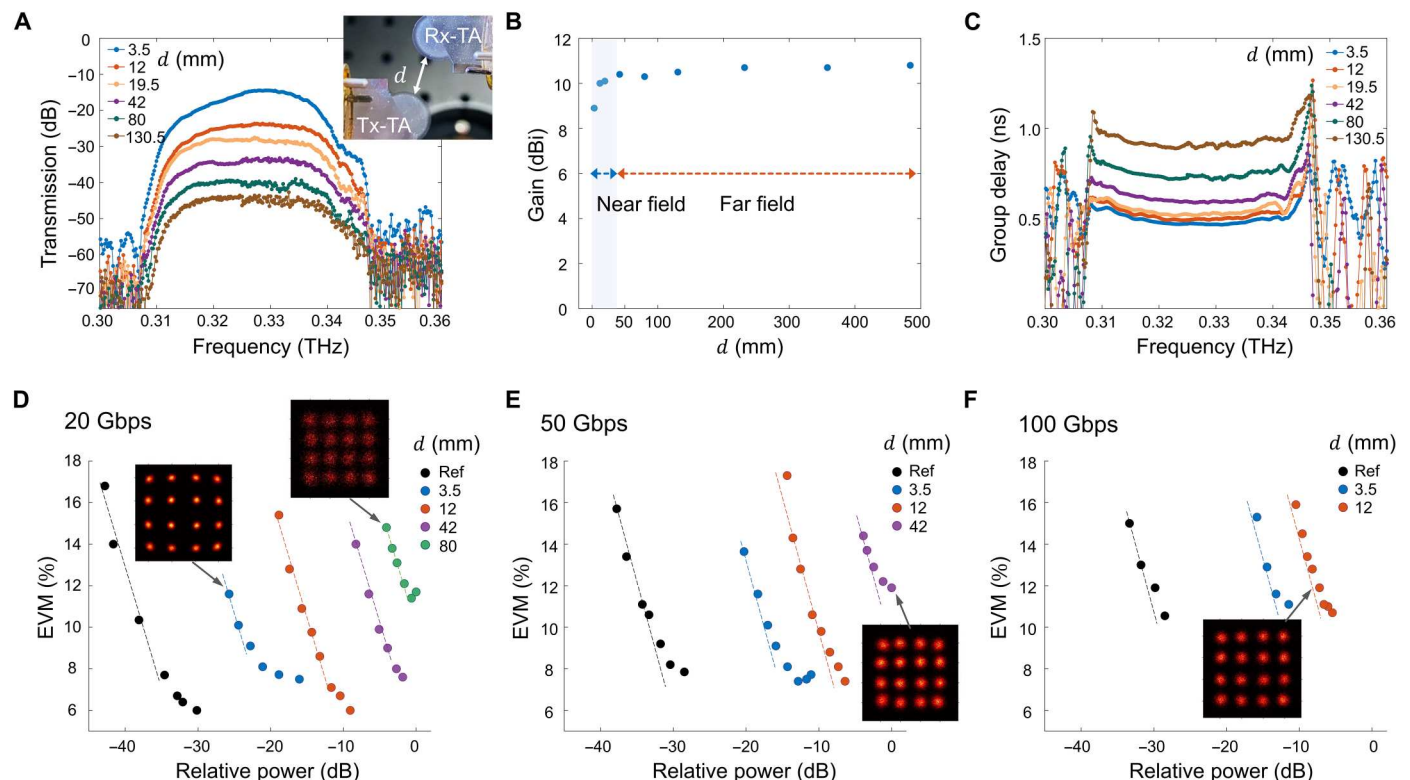 A
Transmission (dB)
0
−10
−20
−30
−40
−50
−60
−70
d (mm)
3.5
12
19.5
42
80
130.5
Rx-TA
d
Tx-TA
0.30
0.31
0.32
0.33
0.34
0.35
0.36
Frequency (THz)
B
Gain (dBi)
12
10
8
6
4
2
0
Near field
Far field
0
50
100
200
300
400
500
d (mm)
C
Group delay (ns)
1.5
1.0
0.5
d (mm)
3.5
12
19.5
42
80
130.5
0.30
0.31
0.32
0.33
0.34
0.35
0.36
Frequency (THz)
D
20 Gbps
EVM (%)
18
16
14
12
10
8
6
d (mm)
Ref
3.5
12
42
80
−40
−30
−20
−10
0
Relative power (dB)
E
50 Gbps
EVM (%)
18
16
14
12
10
8
6
d (mm)
Ref
3.5
12
42
−40
−30
−20
−10
0
Relative power (dB)
F
100 Gbps
EVM (%)
18
16
14
12
10
8
6
d (mm)
Ref
3.5
12
−40
−30
−20
−10
0
Relative power (dB)